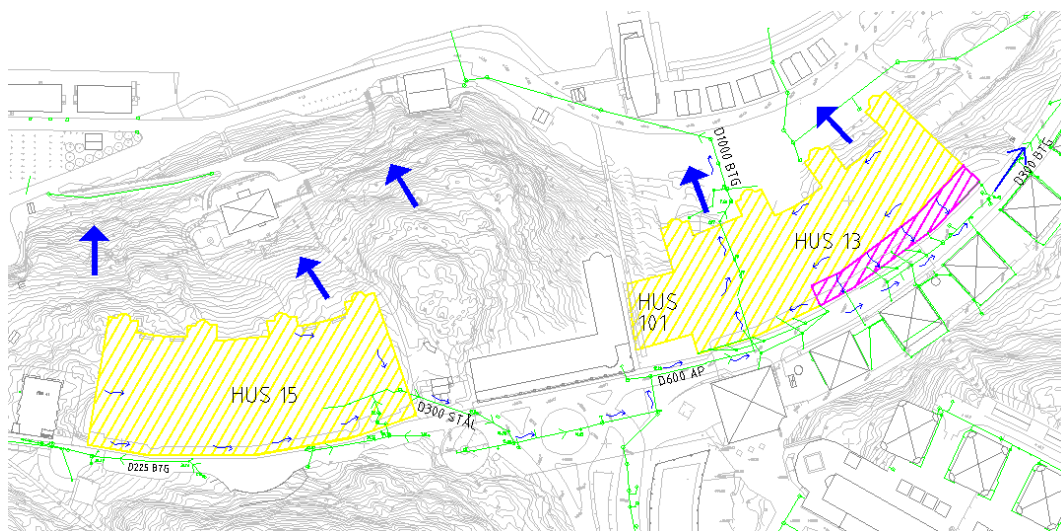 D1000 BTG
D300 BTG
HUS 13
HUS
101
D600 AP
HUS 15
D300 STÅL
D225 BTG